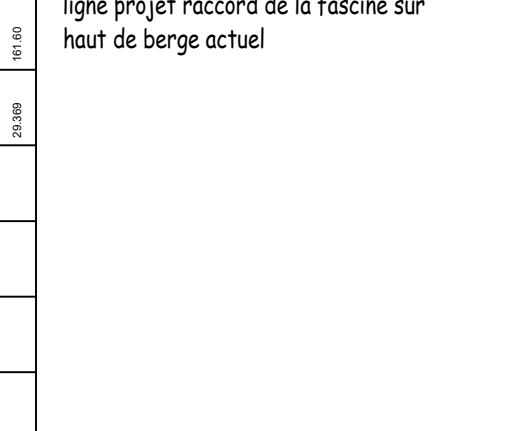 161.60
29.369
ligne projet raccord de la fascine sur
haut de berge actuel